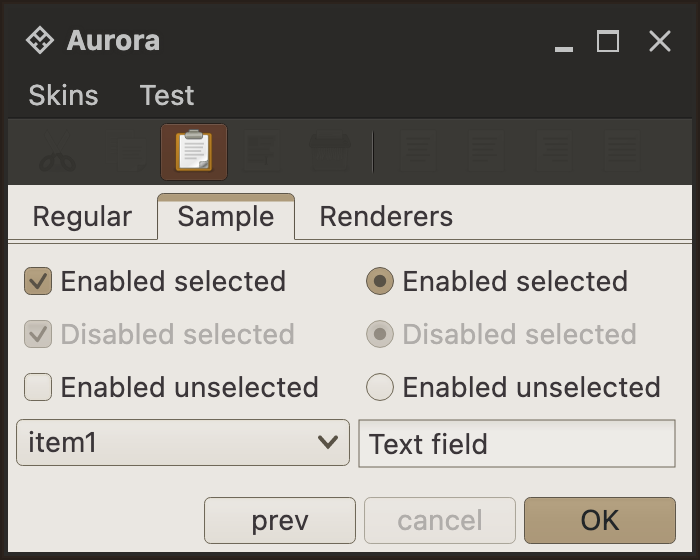 Aurora
Skins Test
Regular Sample Renderers
Enabled selected Enabled selected
Disabled selected Disabled selected
Enabled unselected Enabled unselected
item1 Text field
prev cancel OK